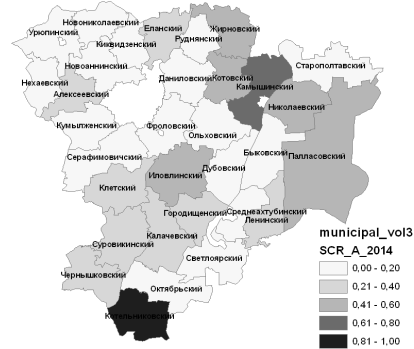 Новониколаевский
Урюпинский
Киквидзенский
Еланский
Жирновский
Руднянский
Новоаннинский
Старополтавский
Нехаевский
Алексеевский
Даниловский
Котовский
Камышинский
Николаевский
Кумылженский
Фроловский
Ольховский
Серафимовичский
Быковский
Палласовский
Клетский
Иловлинский
Дубовский
Городищенский
Среднеахтубинский
Ленинский
Суровикинский
Калачевский
Светлоярский
Чернышковский
Октябрьский
Котельниковский
municipal_vol3
SCR_A_2014
0,00 - 0,20
0,21 - 0,40
0,41 - 0,60
0,61 - 0,80
0,81 - 1,00